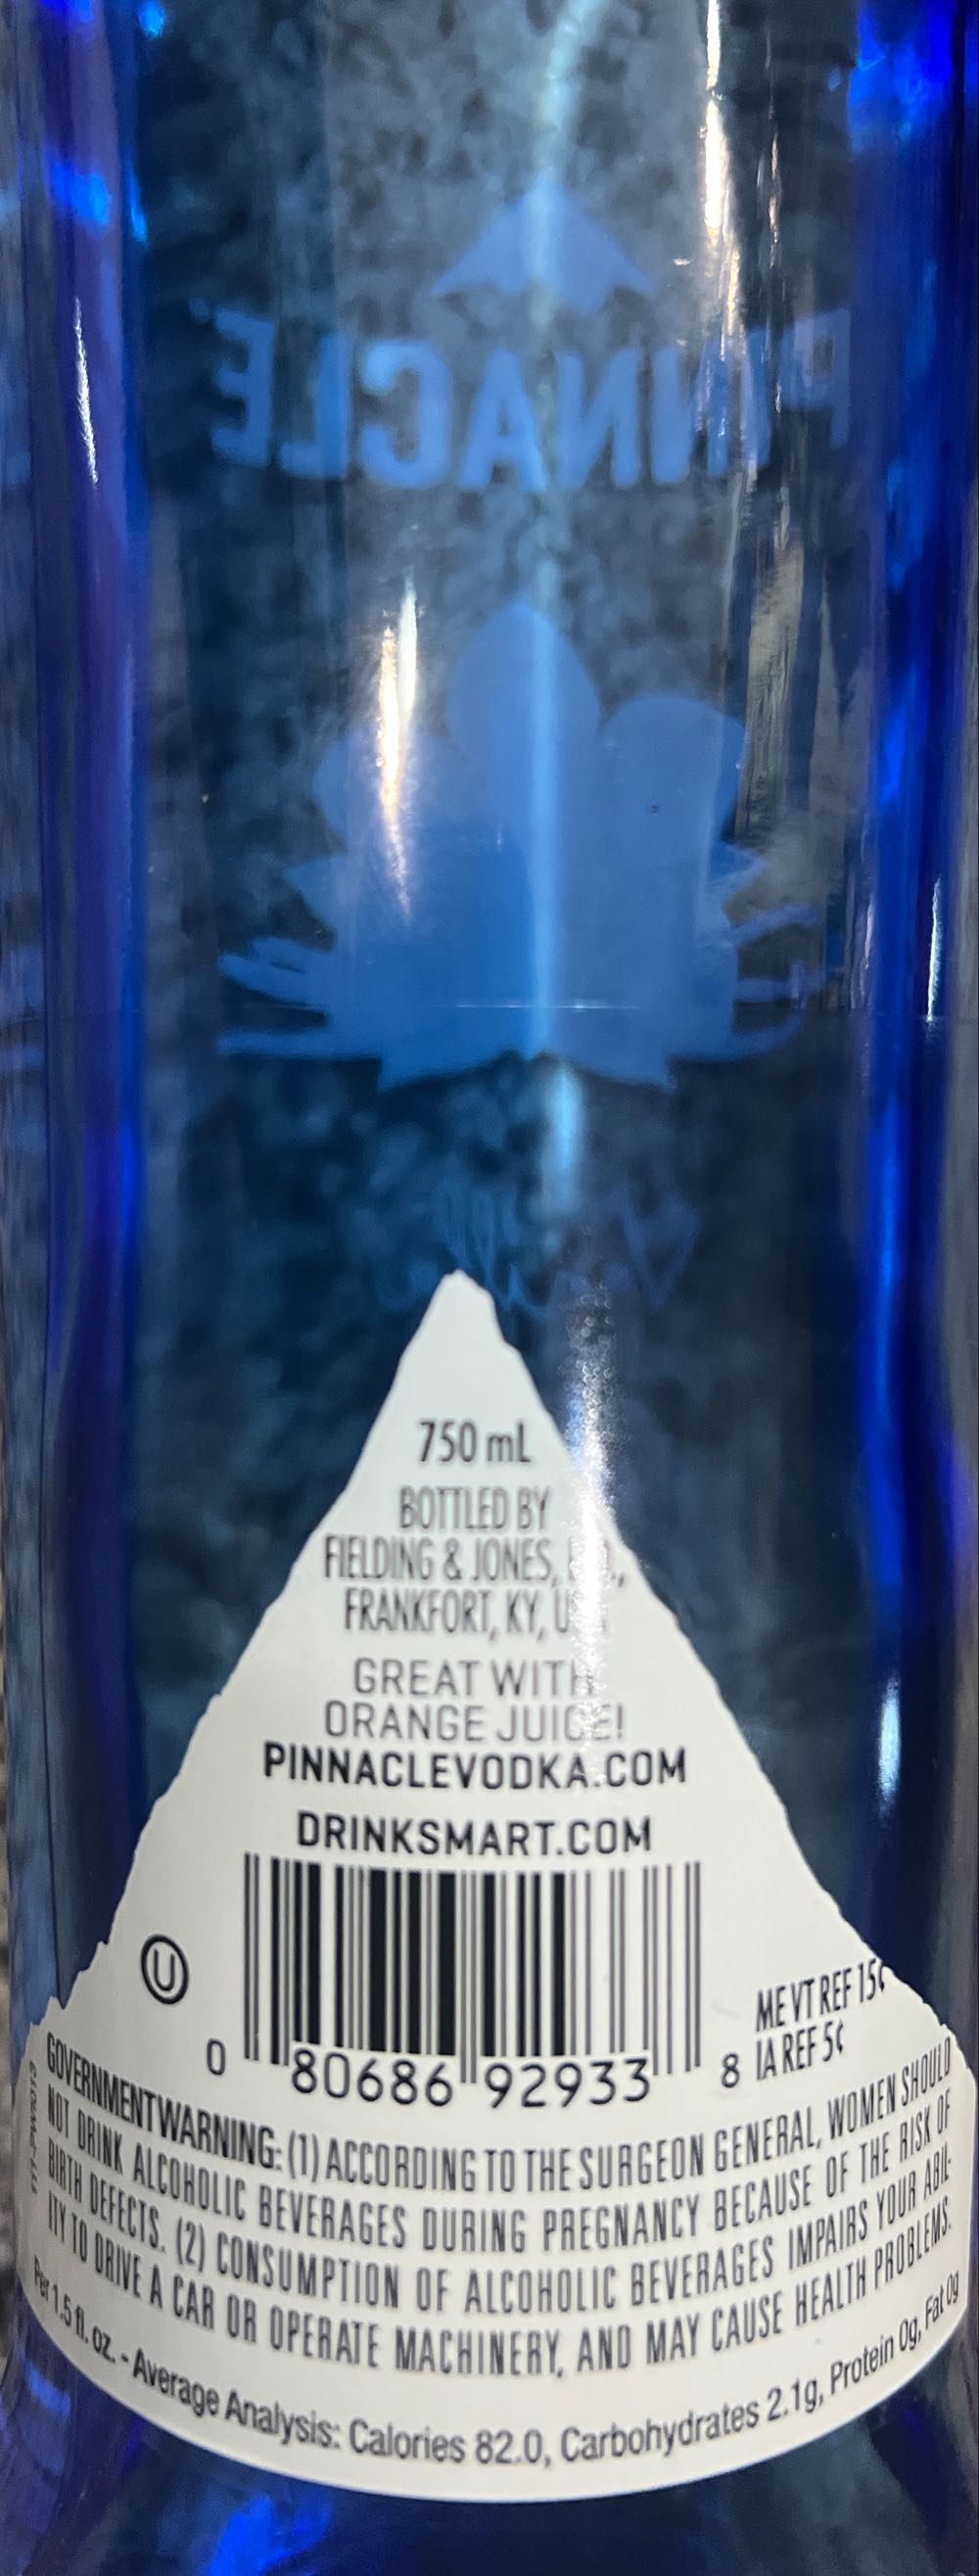 PINNACLE
Vanilla
750 mL
BOTTLED BY
FIELDING & JONES,
FRANKFORT, KY,
GREAT WITH
ORANGE JUICE!
PINNACLEVODKA.COM
DRINKSMART.COM
U
0 80686 92933 8
ME VT REF 15¢
IA REF 5¢
GOVERNMENT WARNING: (1) ACCORDING TO THE SURGEON GENERAL, WOMEN SHOULD
NOT DRINK ALCOHOLIC BEVERAGES DURING PREGNANCY BECAUSE OF THE RISK OF
BIRTH DEFECTS. (2) CONSUMPTION OF ALCOHOLIC BEVERAGES IMPAIRS YOUR ABIL-
ITY TO DRIVE A CAR OR OPERATE MACHINERY, AND MAY CAUSE HEALTH PROBLEMS.
Per 1.5 fl. oz. - Average Analysis: Calories 82.0, Carbohydrates 2.1g, Protein 0g, Fat 0g